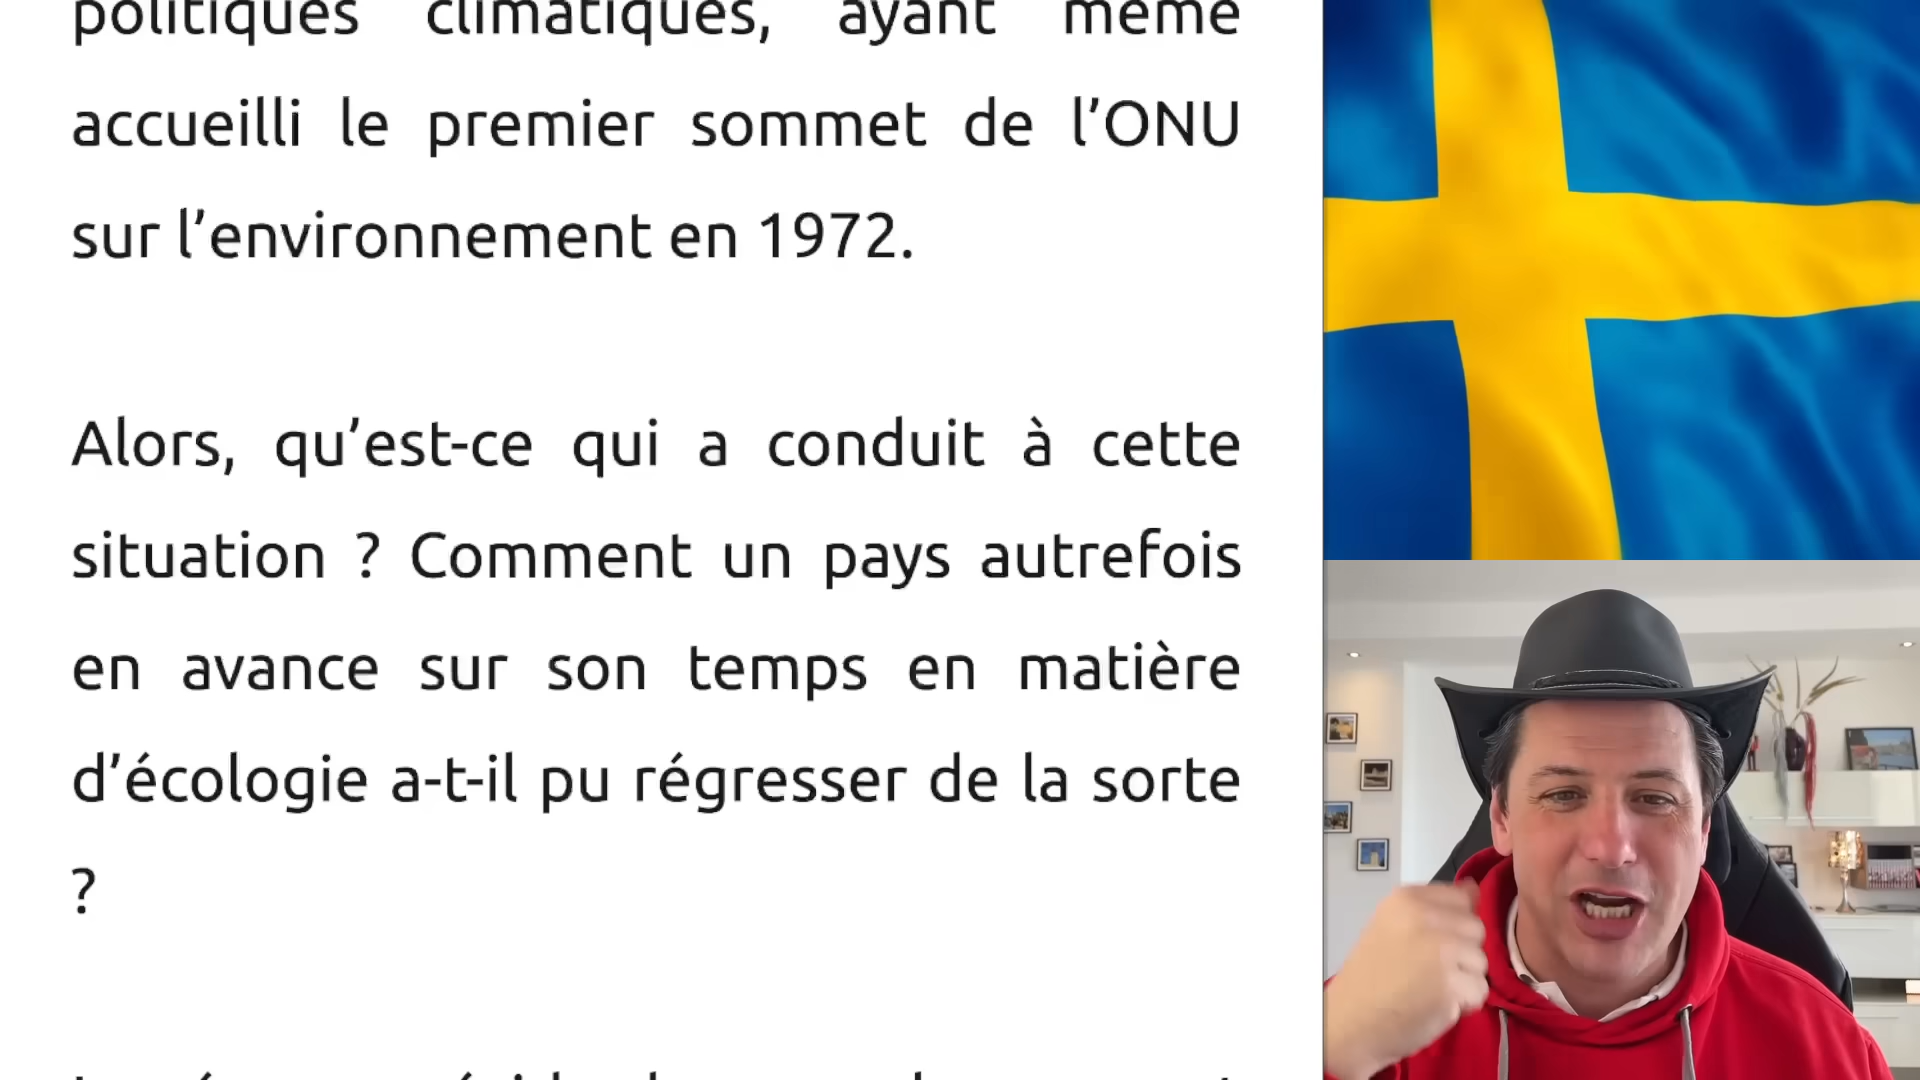 politiques climatiques, ayant même
accueilli le premier sommet de l’ONU
sur l’environnement en 1972.
Alors, qu’est-ce qui a conduit à cette
situation ? Comment un pays autrefois
en avance sur son temps en matière
d’écologie a-t-il pu régresser de la sorte
?